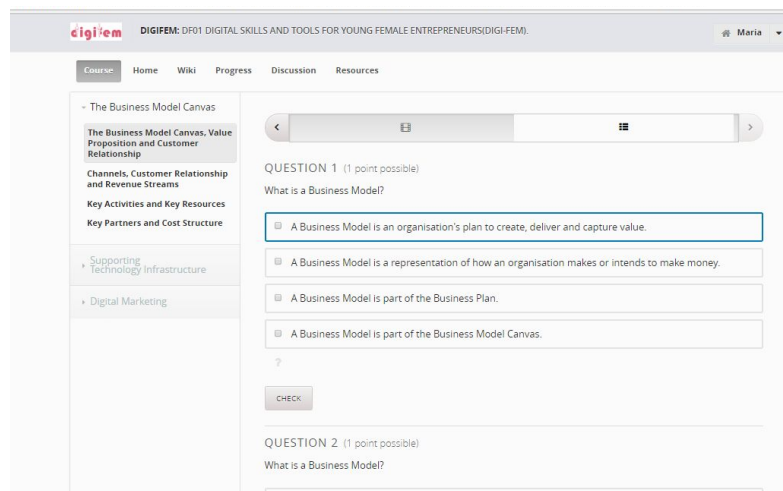 digifem DIGIFEM: DF01 DIGITAL SKILLS AND TOOLS FOR YOUNG FEMALE ENTREPRENEURS(DIGI-FEM). Maria
Course Home Wiki Progress Discussion Resources
The Business Model Canvas
The Business Model Canvas, Value
Proposition and Customer
Relationship
Channels, Customer Relationship
and Revenue Streams
Key Activities and Key Resources
Key Partners and Cost Structure
Supporting
Technology Infrastructure
Digital Marketing
QUESTION 1 (1 point possible)
What is a Business Model?
A Business Model is an organisation's plan to create, deliver and capture value.
A Business Model is a representation of how an organisation makes or intends to make money.
A Business Model is part of the Business Plan.
A Business Model is part of the Business Model Canvas.
?
CHECK
QUESTION 2 (1 point possible)
What is a Business Model?